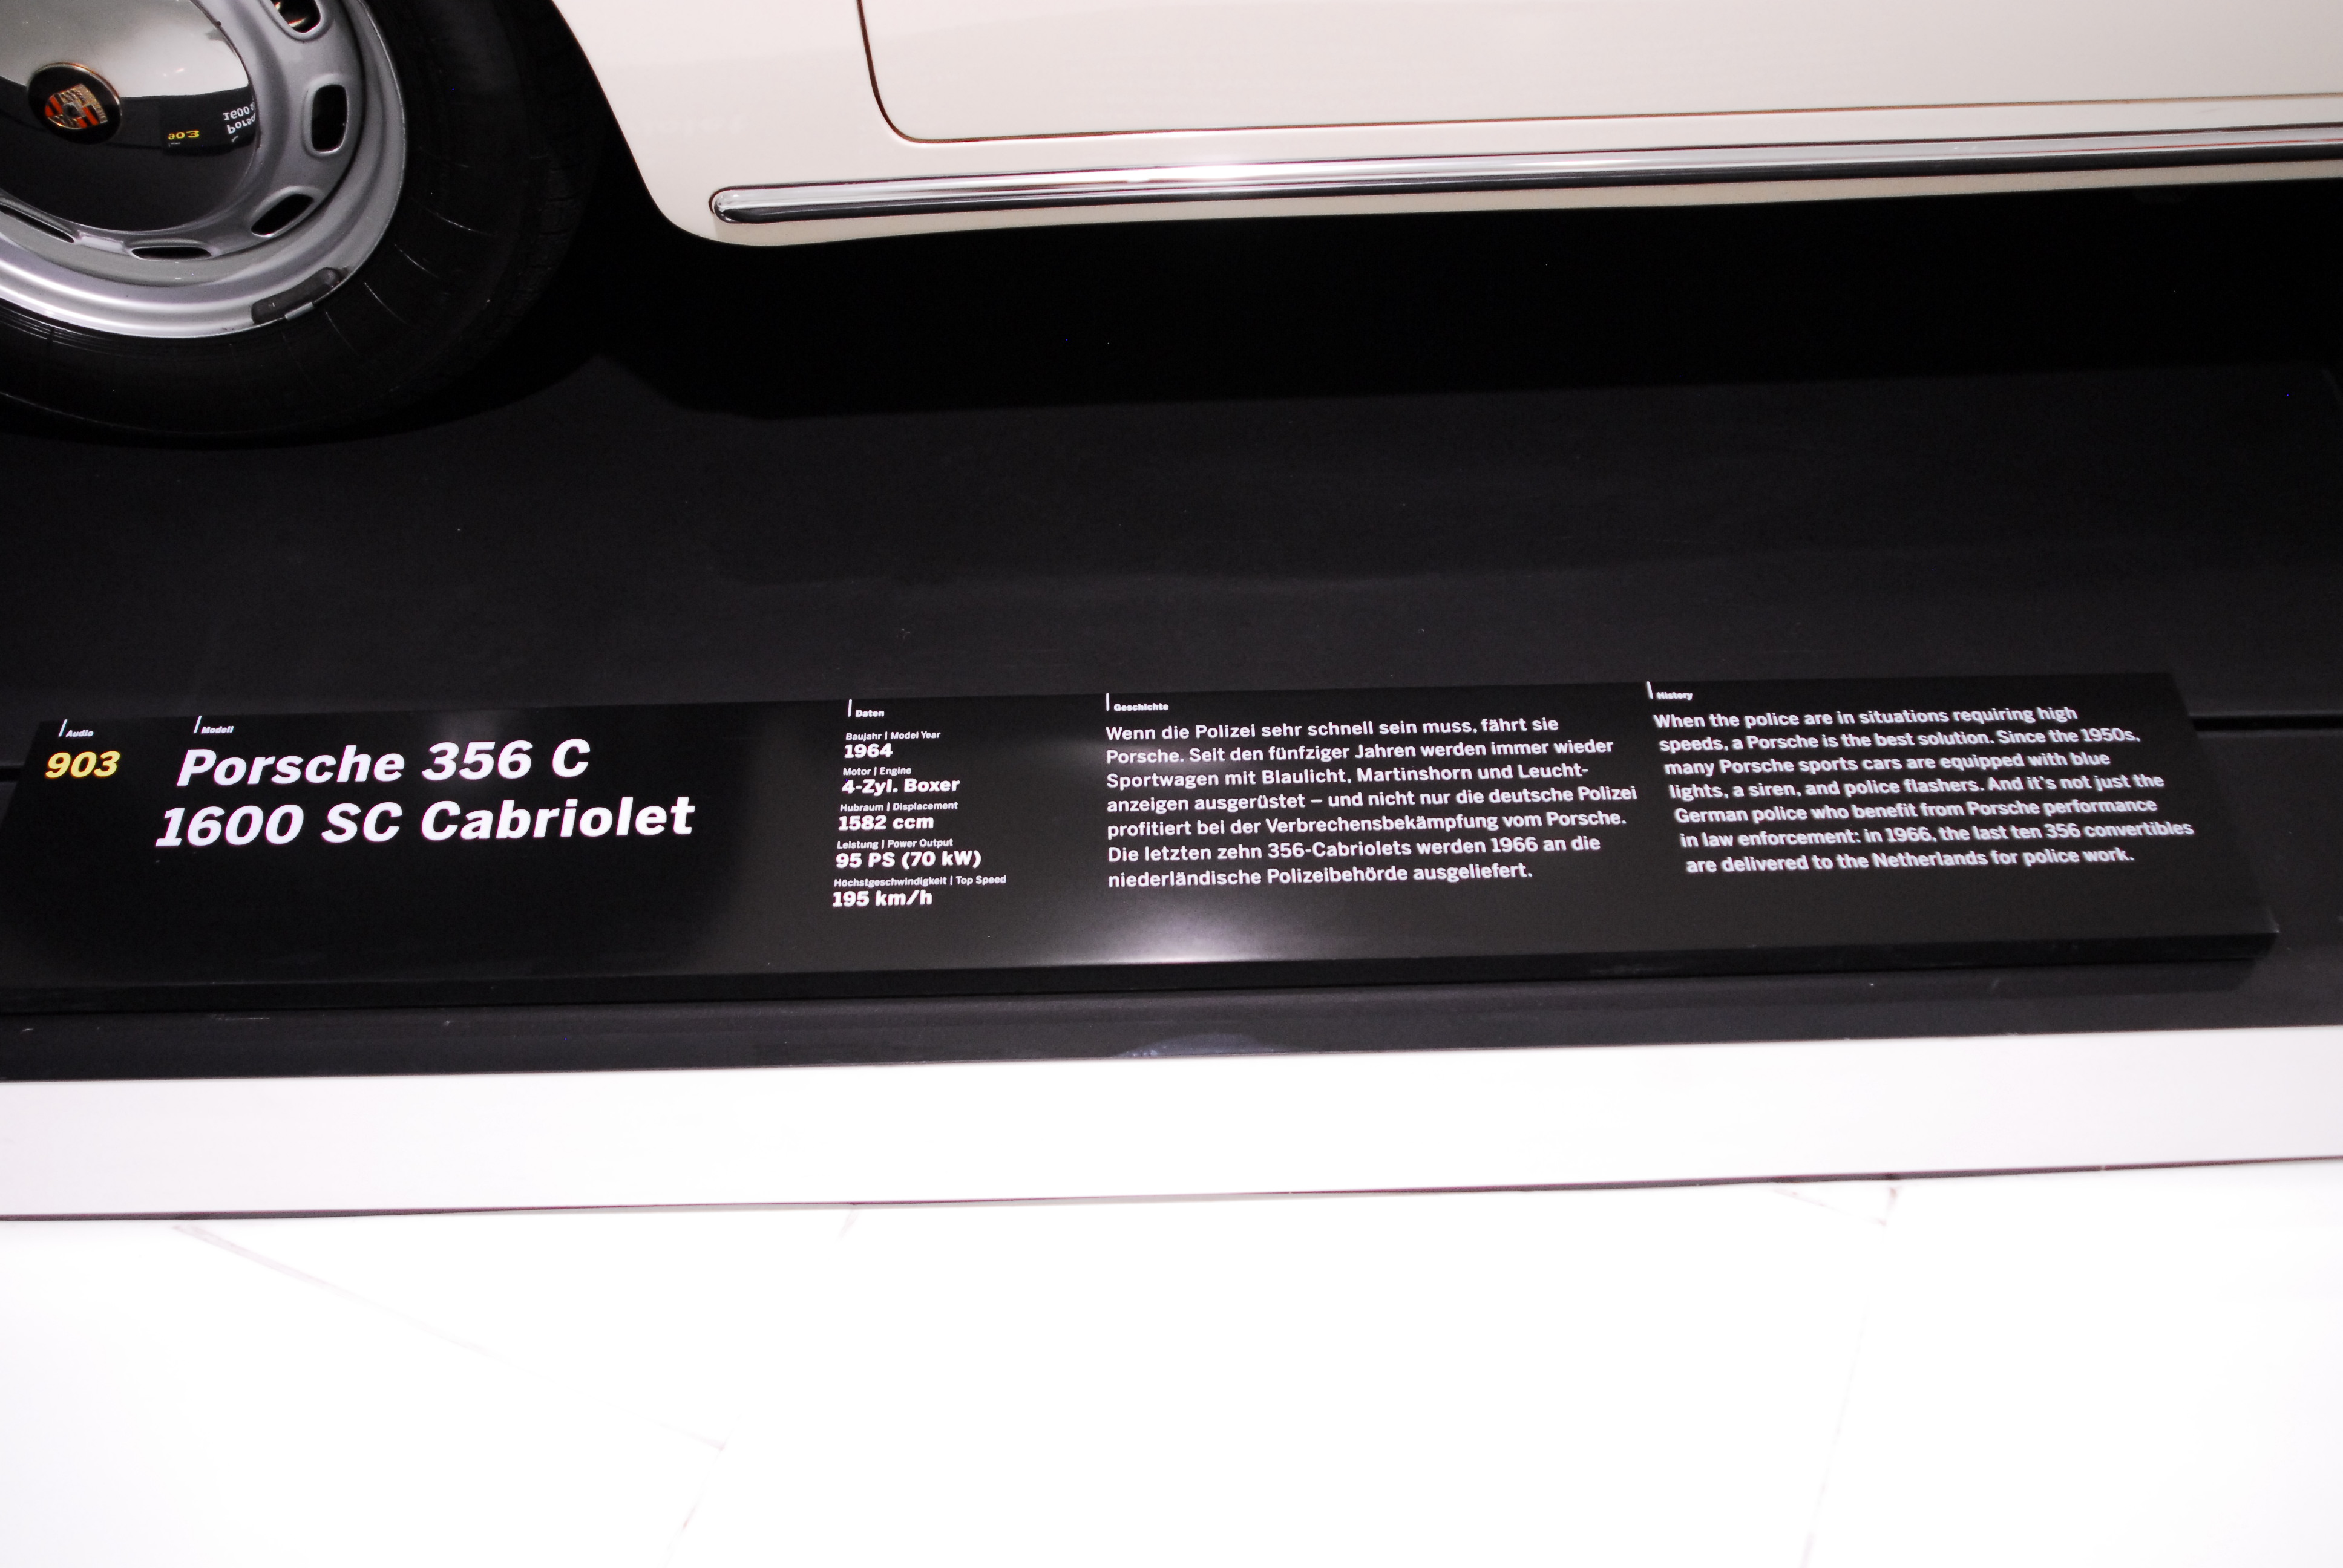 Audio
903
Modell
Porsche 356 C
1600 SC Cabriolet
Daten
Baujahr | Model Year
1964
Motor | Engine
4-Zyl. Boxer
Hubraum | Displacement
1582 ccm
Leistung | Power Output
95 PS (70 kW)
Höchstgeschwindigkeit | Top Speed
195 km/h
Geschichte
Wenn die Polizei sehr schnell sein muss, fährt sie
Porsche. Seit den fünfziger Jahren werden immer wieder
Sportwagen mit Blaulicht, Martinshorn und Leucht-
anzeigen ausgerüstet – und nicht nur die deutsche Polizei
profitiert bei der Verbrechensbekämpfung vom Porsche.
Die letzten zehn 356-Cabriolets werden 1966 an die
niederländische Polizeibehörde ausgeliefert.
History
When the police are in situations requiring high
speeds, a Porsche is the best solution. Since the 1950s,
many Porsche sports cars are equipped with blue
lights, a siren, and police flashers. And it's not just the
German police who benefit from Porsche performance
in law enforcement: in 1966, the last ten 356 convertibles
are delivered to the Netherlands for police work.